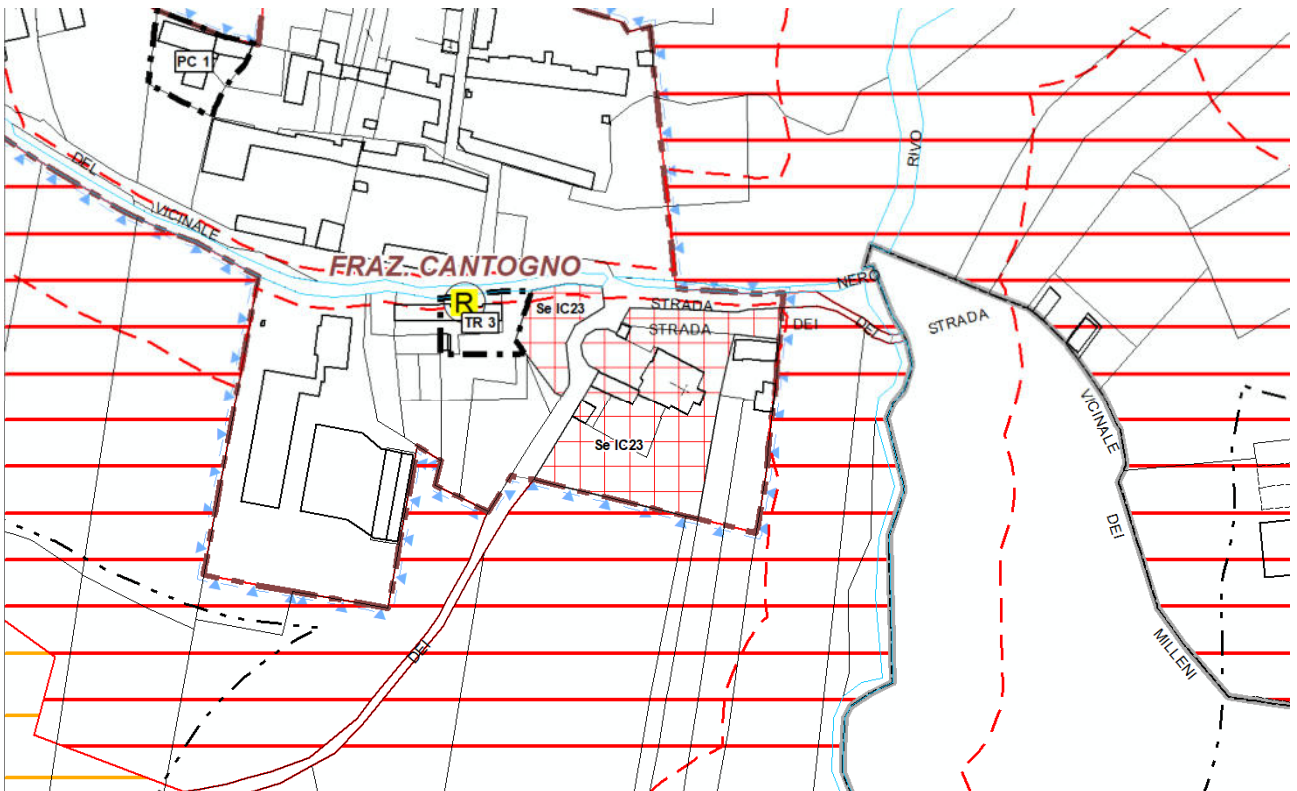 PC 1
RIVO
DEL
VICINALE
FRAZ. CANTOGNO
NERO
R
TR 3
Se IC23
STRADA
STRADA
DEI
DEI
STRADA
VICINALE
Se IC23
DEI
DEI
MILLENI